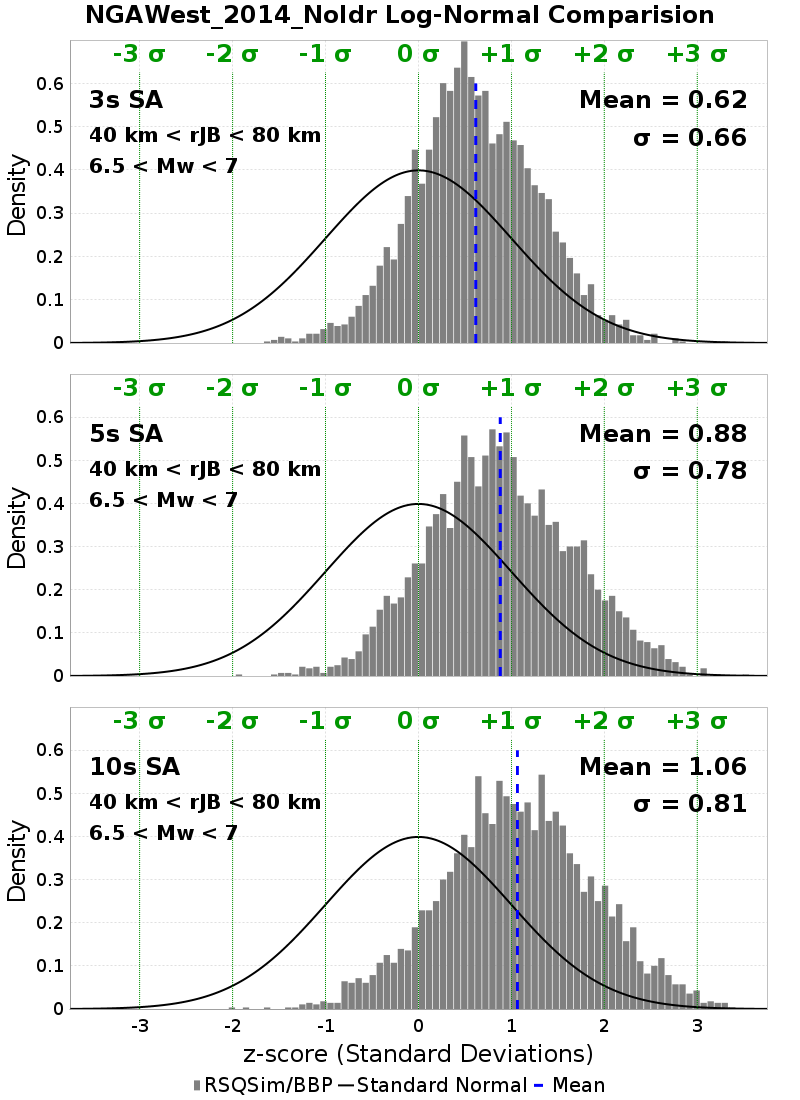 NGAWest_2014_NoIdr Log-Normal Comparision
-3 σ -2 σ -1 σ 0 σ +1 σ +2 σ +3 σ
0.6
0.5
0.4
0.3
0.2
0.1
0
Density
3s SA
40 km < rJB < 80 km
6.5 < Mw < 7
Mean = 0.62
σ = 0.66
-3 σ -2 σ -1 σ 0 σ +1 σ +2 σ +3 σ
0.6
0.5
0.4
0.3
0.2
0.1
0
Density
5s SA
40 km < rJB < 80 km
6.5 < Mw < 7
Mean = 0.88
σ = 0.78
-3 σ -2 σ -1 σ 0 σ +1 σ +2 σ +3 σ
0.6
0.5
0.4
0.3
0.2
0.1
0
Density
10s SA
40 km < rJB < 80 km
6.5 < Mw < 7
Mean = 1.06
σ = 0.81
-3 -2 -1 0 1 2 3
z-score (Standard Deviations)
RSQSim/BBP Standard Normal Mean